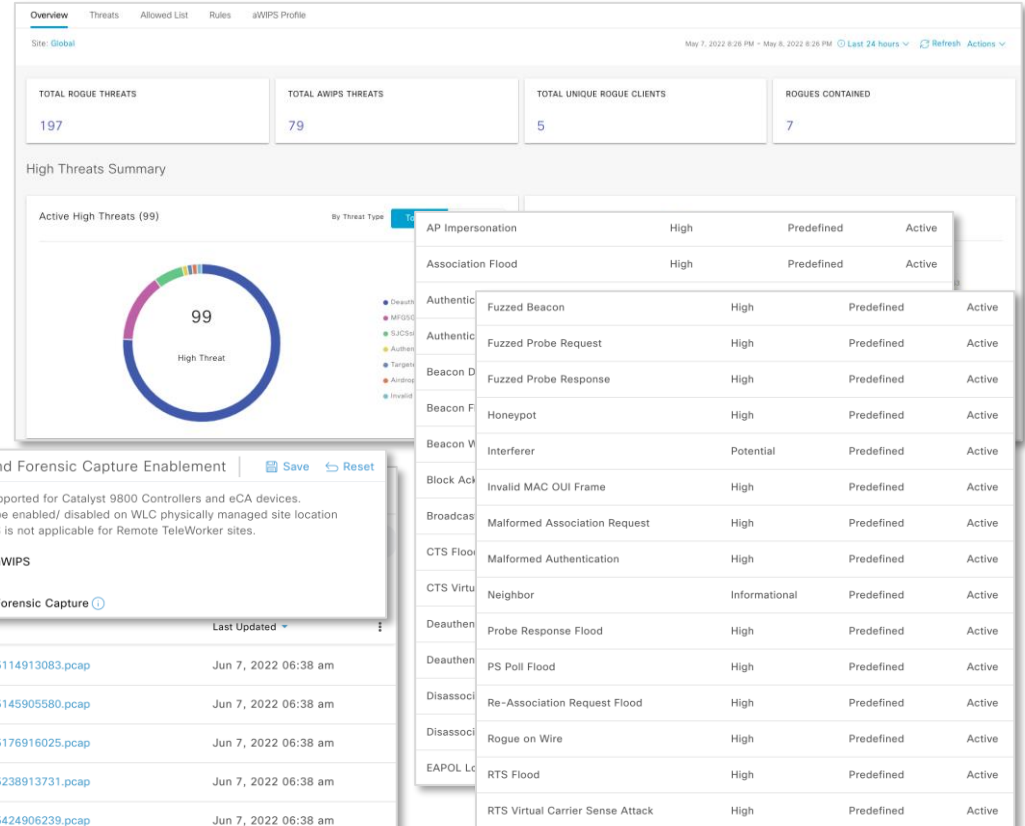 Overview Threats Allowed List Rules aWIPS Profile
Site: Global May 7, 2022 8:26 PM - May 8, 2022 8:26 PM Last 24 hours Refresh Actions
TOTAL ROGUE THREATS TOTAL AWIPS THREATS TOTAL UNIQUE ROGUE CLIENTS ROGUES CONTAINED
197 79 5 7
High Threats Summary
Active High Threats (99) By Threat Type
99
High Threat
AP Impersonation High Predefined Active
Association Flood High Predefined Active
Fuzzed Beacon High Predefined Active
Fuzzed Probe Request High Predefined Active
Fuzzed Probe Response High Predefined Active
Honeypot High Predefined Active
Interferer Potential Predefined Active
Invalid MAC OUI Frame High Predefined Active
Malformed Association Request High Predefined Active
Malformed Authentication High Predefined Active
Neighbor Informational Predefined Active
Probe Response Flood High Predefined Active
PS Poll Flood High Predefined Active
Re-Association Request Flood High Predefined Active
Rogue on Wire High Predefined Active
RTS Flood High Predefined Active
RTS Virtual Carrier Sense Attack High Predefined Active
Forensic Capture Enablement Save Reset
for Catalyst 9800 Controllers and eCA devices.
enabled/ disabled on WLC physically managed site location
is not applicable for Remote TeleWorker sites.
Capture
Last Updated
5114913083.pcap Jun 7, 2022 06:38 am
5145905580.pcap Jun 7, 2022 06:38 am
5176916025.pcap Jun 7, 2022 06:38 am
5238913731.pcap Jun 7, 2022 06:38 am
5424906239.pcap Jun 7, 2022 06:38 am